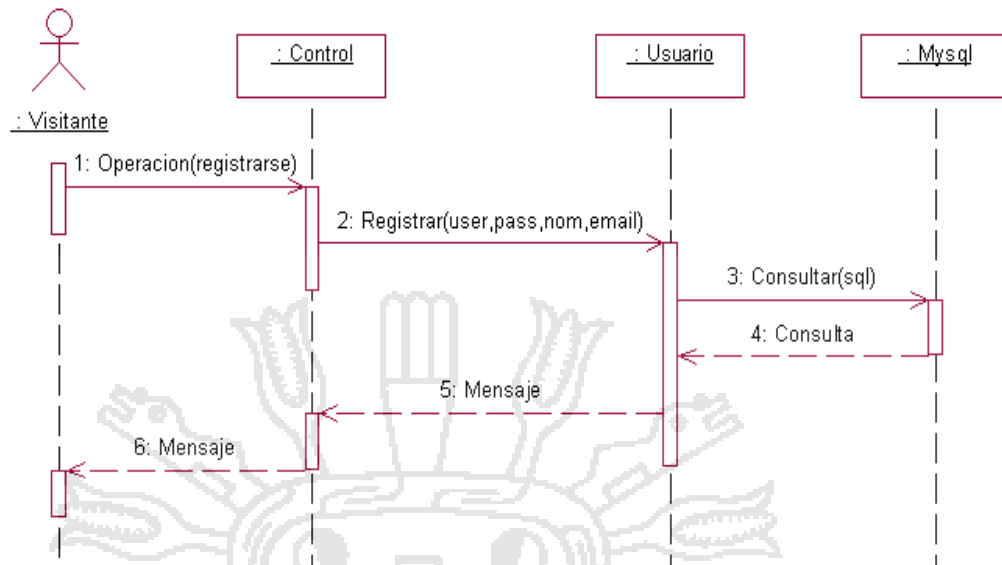 : Control
: Usuario
: Mysql
: Visitante
1: Operacion(registrarse)
2: Registrar(user,pass,nom,email)
3: Consultar(sql)
4: Consulta
5: Mensaje
6: Mensaje